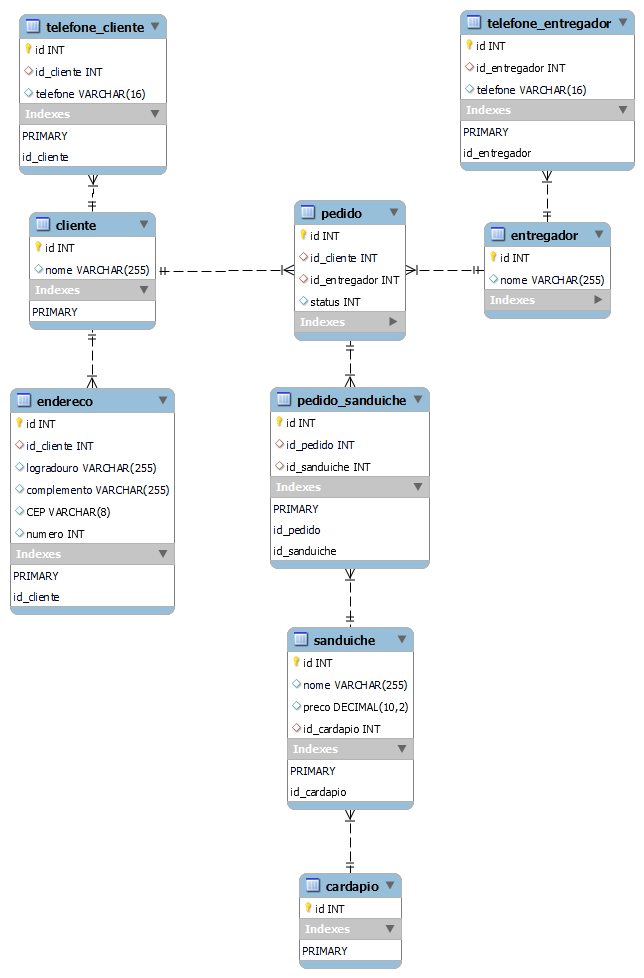 telefone_cliente
id INT
id_cliente INT
telefone VARCHAR(16)
Indexes
PRIMARY
id_cliente
telefone_entregador
id INT
id_entregador INT
telefone VARCHAR(16)
Indexes
PRIMARY
id_entregador
cliente
id INT
nome VARCHAR(255)
Indexes
PRIMARY
pedido
id INT
id_cliente INT
id_entregador INT
status INT
Indexes
entregador
id INT
nome VARCHAR(255)
Indexes
endereco
id INT
id_cliente INT
logradouro VARCHAR(255)
complemento VARCHAR(255)
CEP VARCHAR(8)
numero INT
Indexes
PRIMARY
id_cliente
pedido_sanduiche
id INT
id_pedido INT
id_sanduiche INT
Indexes
PRIMARY
id_pedido
id_sanduiche
sanduiche
id INT
nome VARCHAR(255)
preco DECIMAL(10,2)
id_cardapio INT
Indexes
PRIMARY
id_cardapio
cardapio
id INT
Indexes
PRIMARY